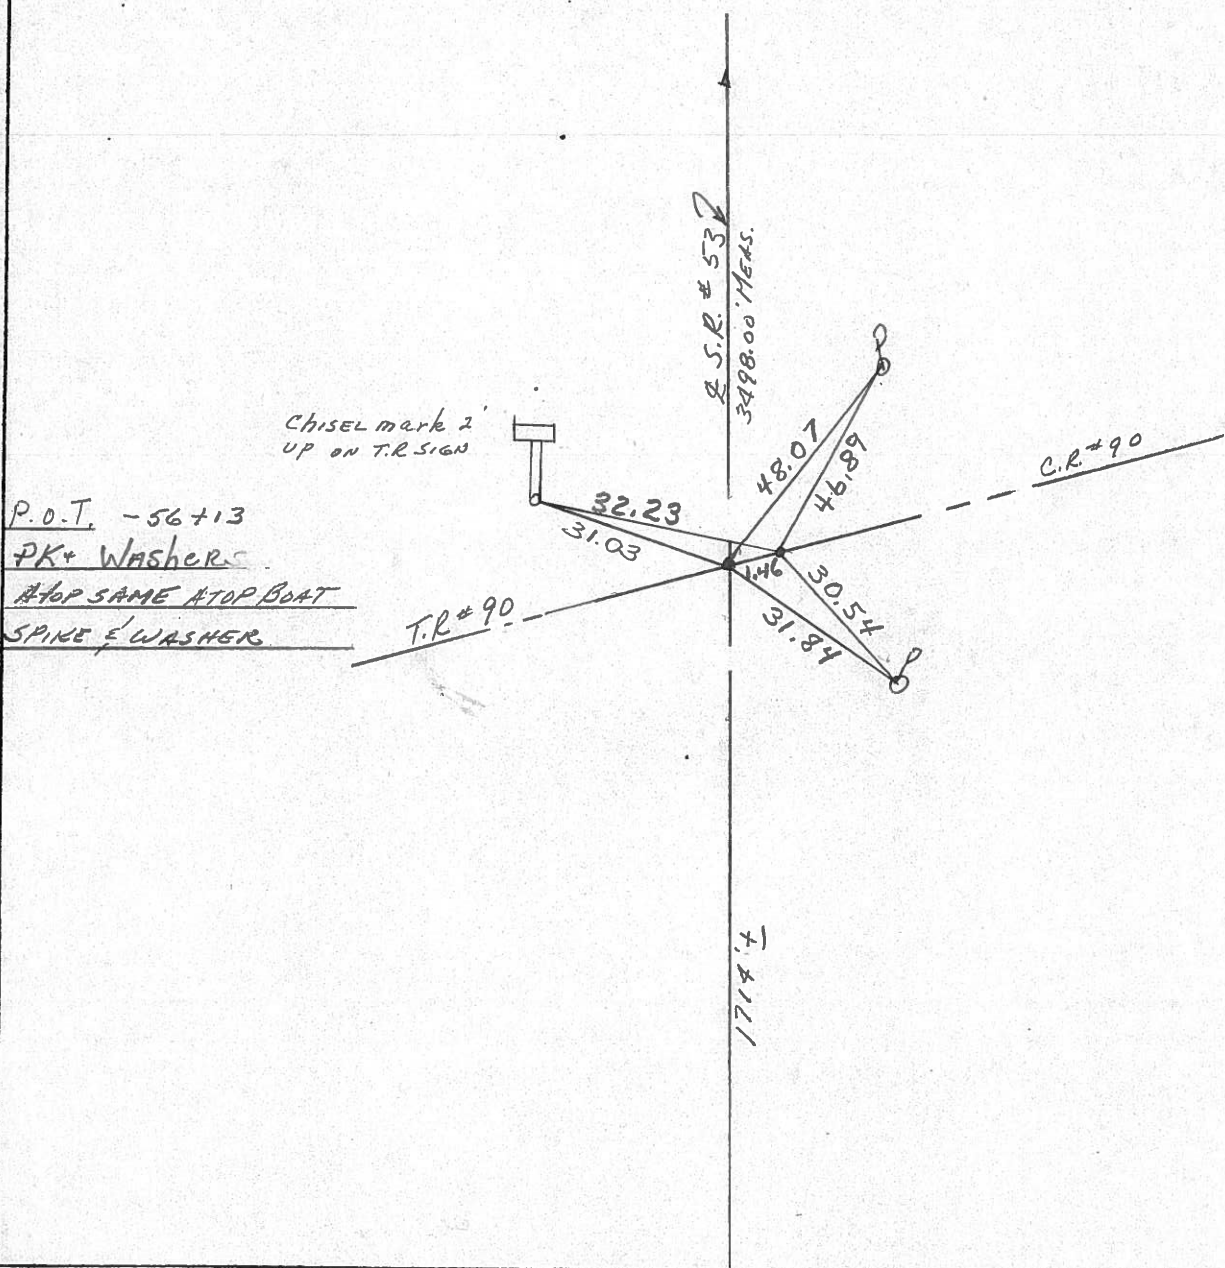 ℄ S.R. # 53
3498.00' MEAS.
Chisel mark 2'
UP ON T.R SIGN
48.07
46.89
C.R. # 90
32.23
31.03
P.O.T. - 56+13
PK & WASHERS
ATOP SAME ATOP BOAT
SPIKE & WASHER
1.46
30.54
31.84
T.R # 90
1714'±